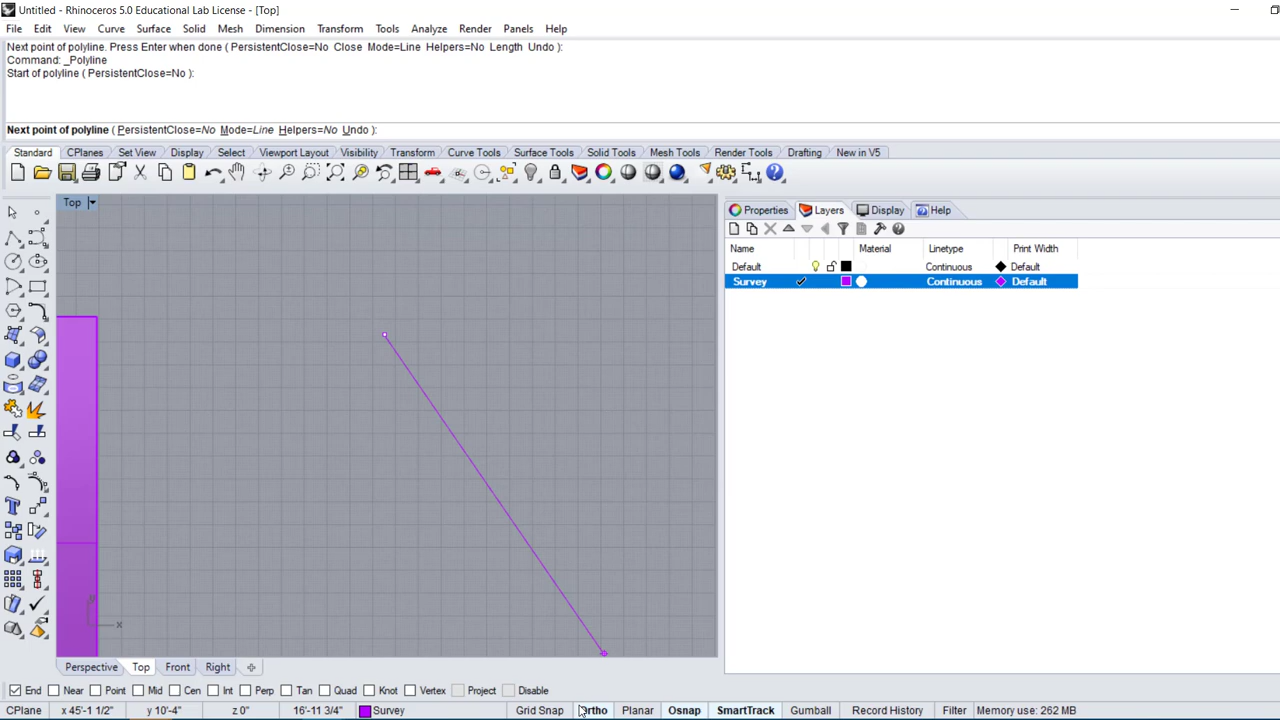 Untitled - Rhinoceros 5.0 Educational Lab License - [Top]
File Edit View Curve Surface Solid Mesh Dimension Transform Tools Analyze Render Panels Help
Next point of polyline. Press Enter when done ( PersistentClose=No Close Mode=Line Helpers=No Length Undo ):
Command: _Polyline
Start of polyline ( PersistentClose=No ):
Next point of polyline ( PersistentClose=No Mode=Line Helpers=No Undo ):
Standard CPlanes Set View Display Select Viewport Layout Visibility Transform Curve Tools Surface Tools Solid Tools Mesh Tools Render Tools Drafting New in V5
Top
Properties Layers Display Help
Name Material Linetype Print Width
Default Continuous Default
Survey Continuous Default
x
Perspective Top Front Right
End Near Point Mid Cen Int Perp Tan Quad Knot Vertex Project Disable
CPlane x 45'-1 1/2" y 10'-4" z 0" 16'-11 3/4" Survey Grid Snap Ortho Planar Osnap SmartTrack Gumball Record History Filter Memory use: 262 MB